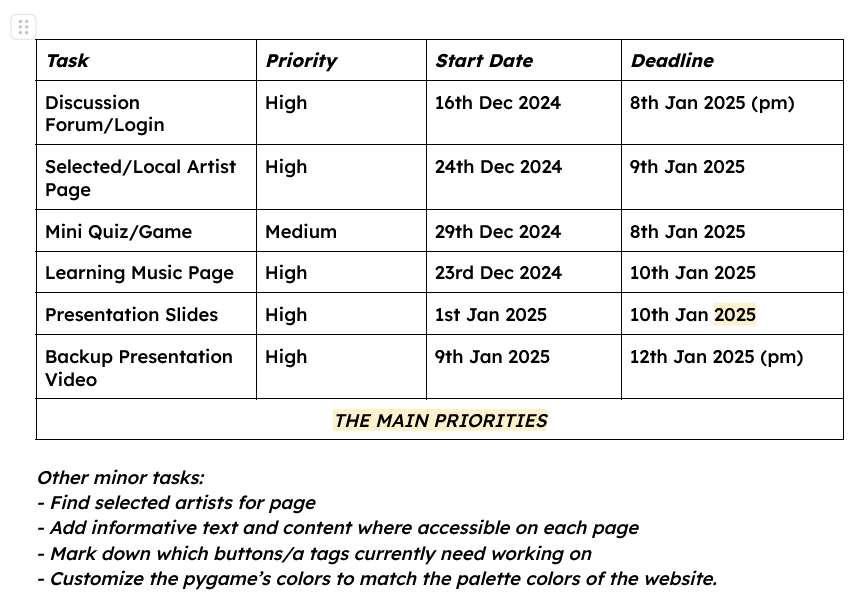 Task Priority Start Date Deadline
Discussion High 16th Dec 2024 8th Jan 2025 (pm)
Forum/Login
Selected/Local Artist High 24th Dec 2024 9th Jan 2025
Page
Mini Quiz/Game Medium 29th Dec 2024 8th Jan 2025
Learning Music Page High 23rd Dec 2024 10th Jan 2025
Presentation Slides High 1st Jan 2025 10th Jan 2025
Backup Presentation High 9th Jan 2025 12th Jan 2025 (pm)
Video
THE MAIN PRIORITIES
Other minor tasks:
- Find selected artists for page
- Add informative text and content where accessible on each page
- Mark down which buttons/a tags currently need working on
- Customize the pygame’s colors to match the palette colors of the website.